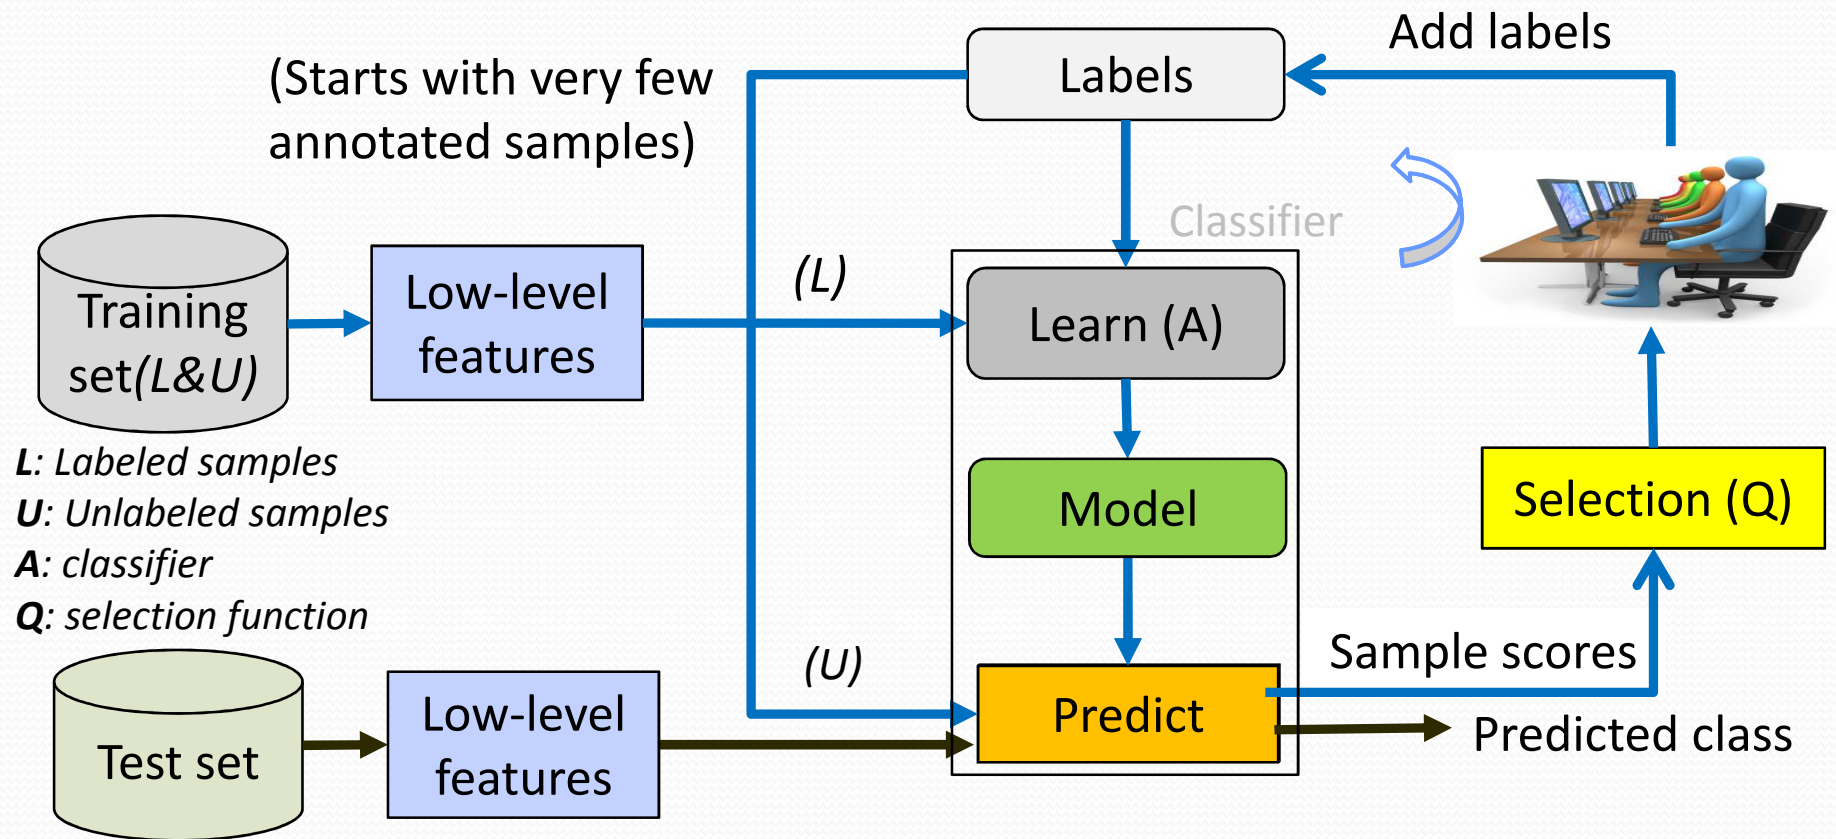 Add labels
(Starts with very few
annotated samples)
Labels
Classifier
Training
set(L&U)
Low-level
features
(L)
Learn (A)
L: Labeled samples
U: Unlabeled samples
A: classifier
Q: selection function
Model
Selection (Q)
(U)
Sample scores
Test set
Low-level
features
Predict
Predicted class